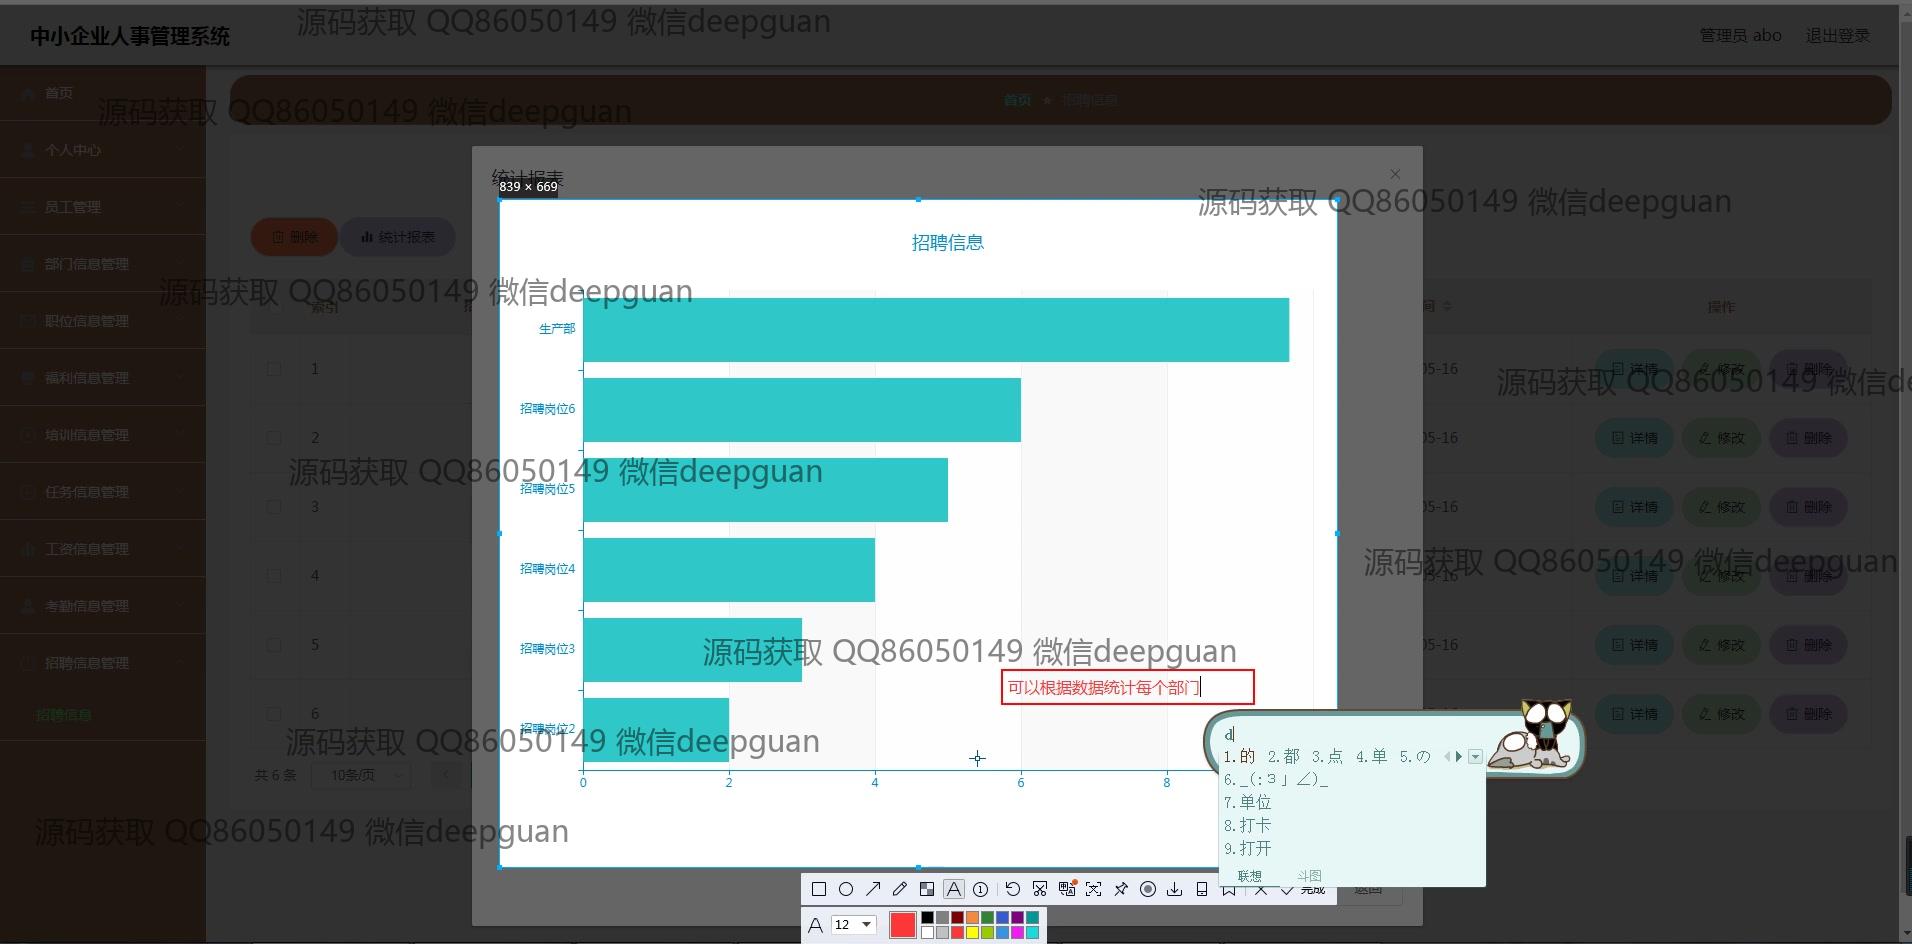 源码获取 QQ86050149 微信deepguan
中小企业人事管理系统
管理员 abo 退出登录
首页
首页 ★ 招聘信息
源码获取 QQ86050149 微信deepguan
个人中心
统计报表
839 × 669
员工管理
源码获取 QQ86050149 微信deepguan
删除 统计报表
招聘信息
部门信息管理
源码获取 QQ86050149 微信deepguan
索引
间
操作
职位信息管理
生产部
1
05-16
详情 修改 删除
福利信息管理
源码获取 QQ86050149 微信de
招聘岗位6
培训信息管理
2
05-16
详情 修改 删除
源码获取 QQ86050149 微信deepguan
招聘岗位5
任务信息管理
3
05-16
详情 修改 删除
工资信息管理
源码获取 QQ86050149 微信deepguan
招聘岗位4
4
05-16
详情 修改 删除
考勤信息管理
招聘岗位3
5
05-16
详情 修改 删除
招聘信息管理
源码获取 QQ86050149 微信deepguan
可以根据数据统计每个部门
招聘信息
6
详情 修改 删除
招聘岗位2
源码获取 QQ86050149 微信deepguan
d
1.的 2.都 3.点 4.单 5.の
6._(:3」∠)_
7.单位
8.打卡
9.打开
联想 斗图
共 6 条 10条/页
0 2 4 6 8
源码获取 QQ86050149 微信deepguan
完成
返回
A 12